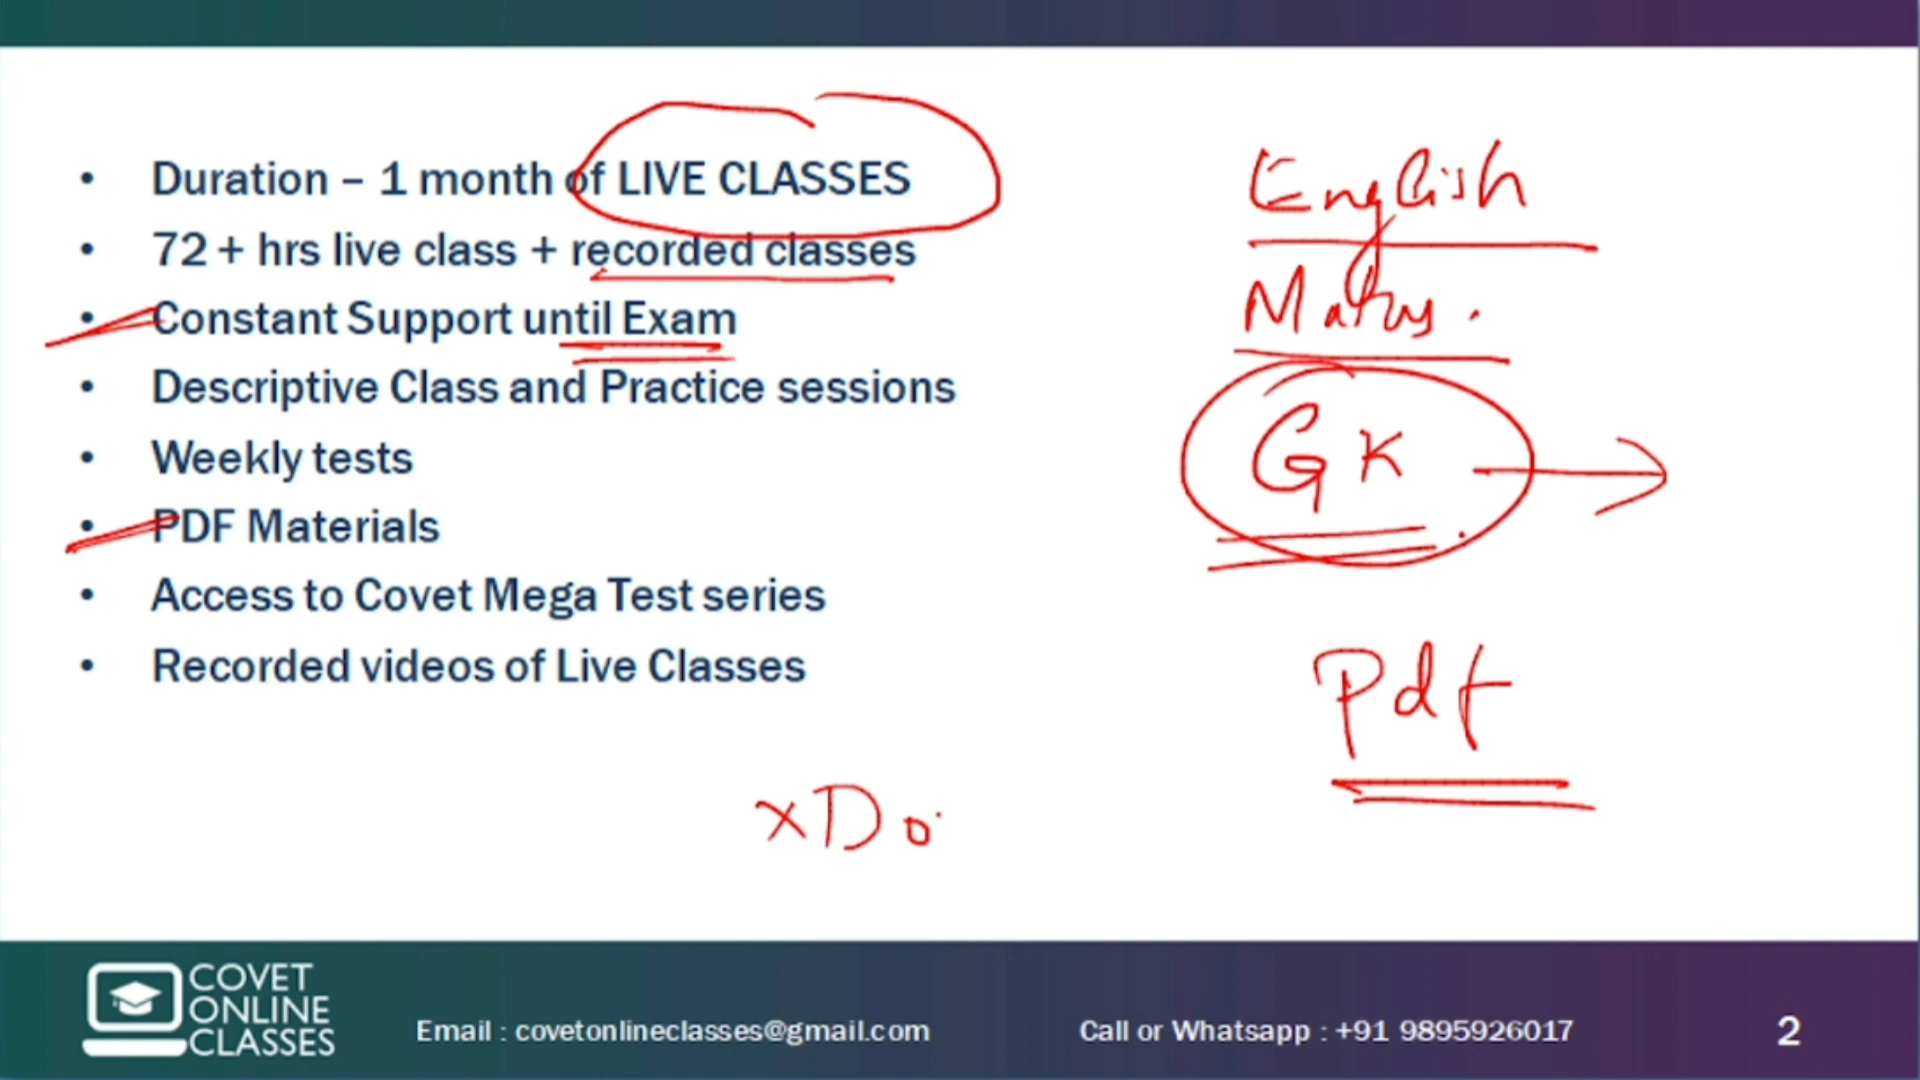 • Duration – 1 month of LIVE CLASSES
• 72 + hrs live class + recorded classes
• Constant Support until Exam
• Descriptive Class and Practice sessions
• Weekly tests
• PDF Materials
• Access to Covet Mega Test series
• Recorded videos of Live Classes
English
Maths.
GK
Pdf
COVET
ONLINE
CLASSES
Email : covetonlineclasses@gmail.com
Call or Whatsapp : +91 9895926017
2